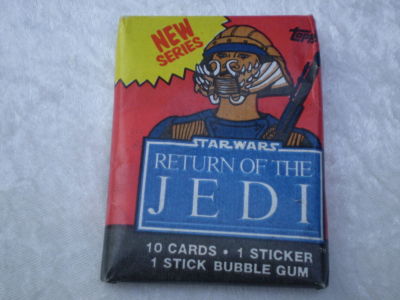 NEW
SERIES
TOPPS
STAR WARS
RETURN OF THE
JEDI
10 CARDS • 1 STICKER
1 STICK BUBBLE GUM